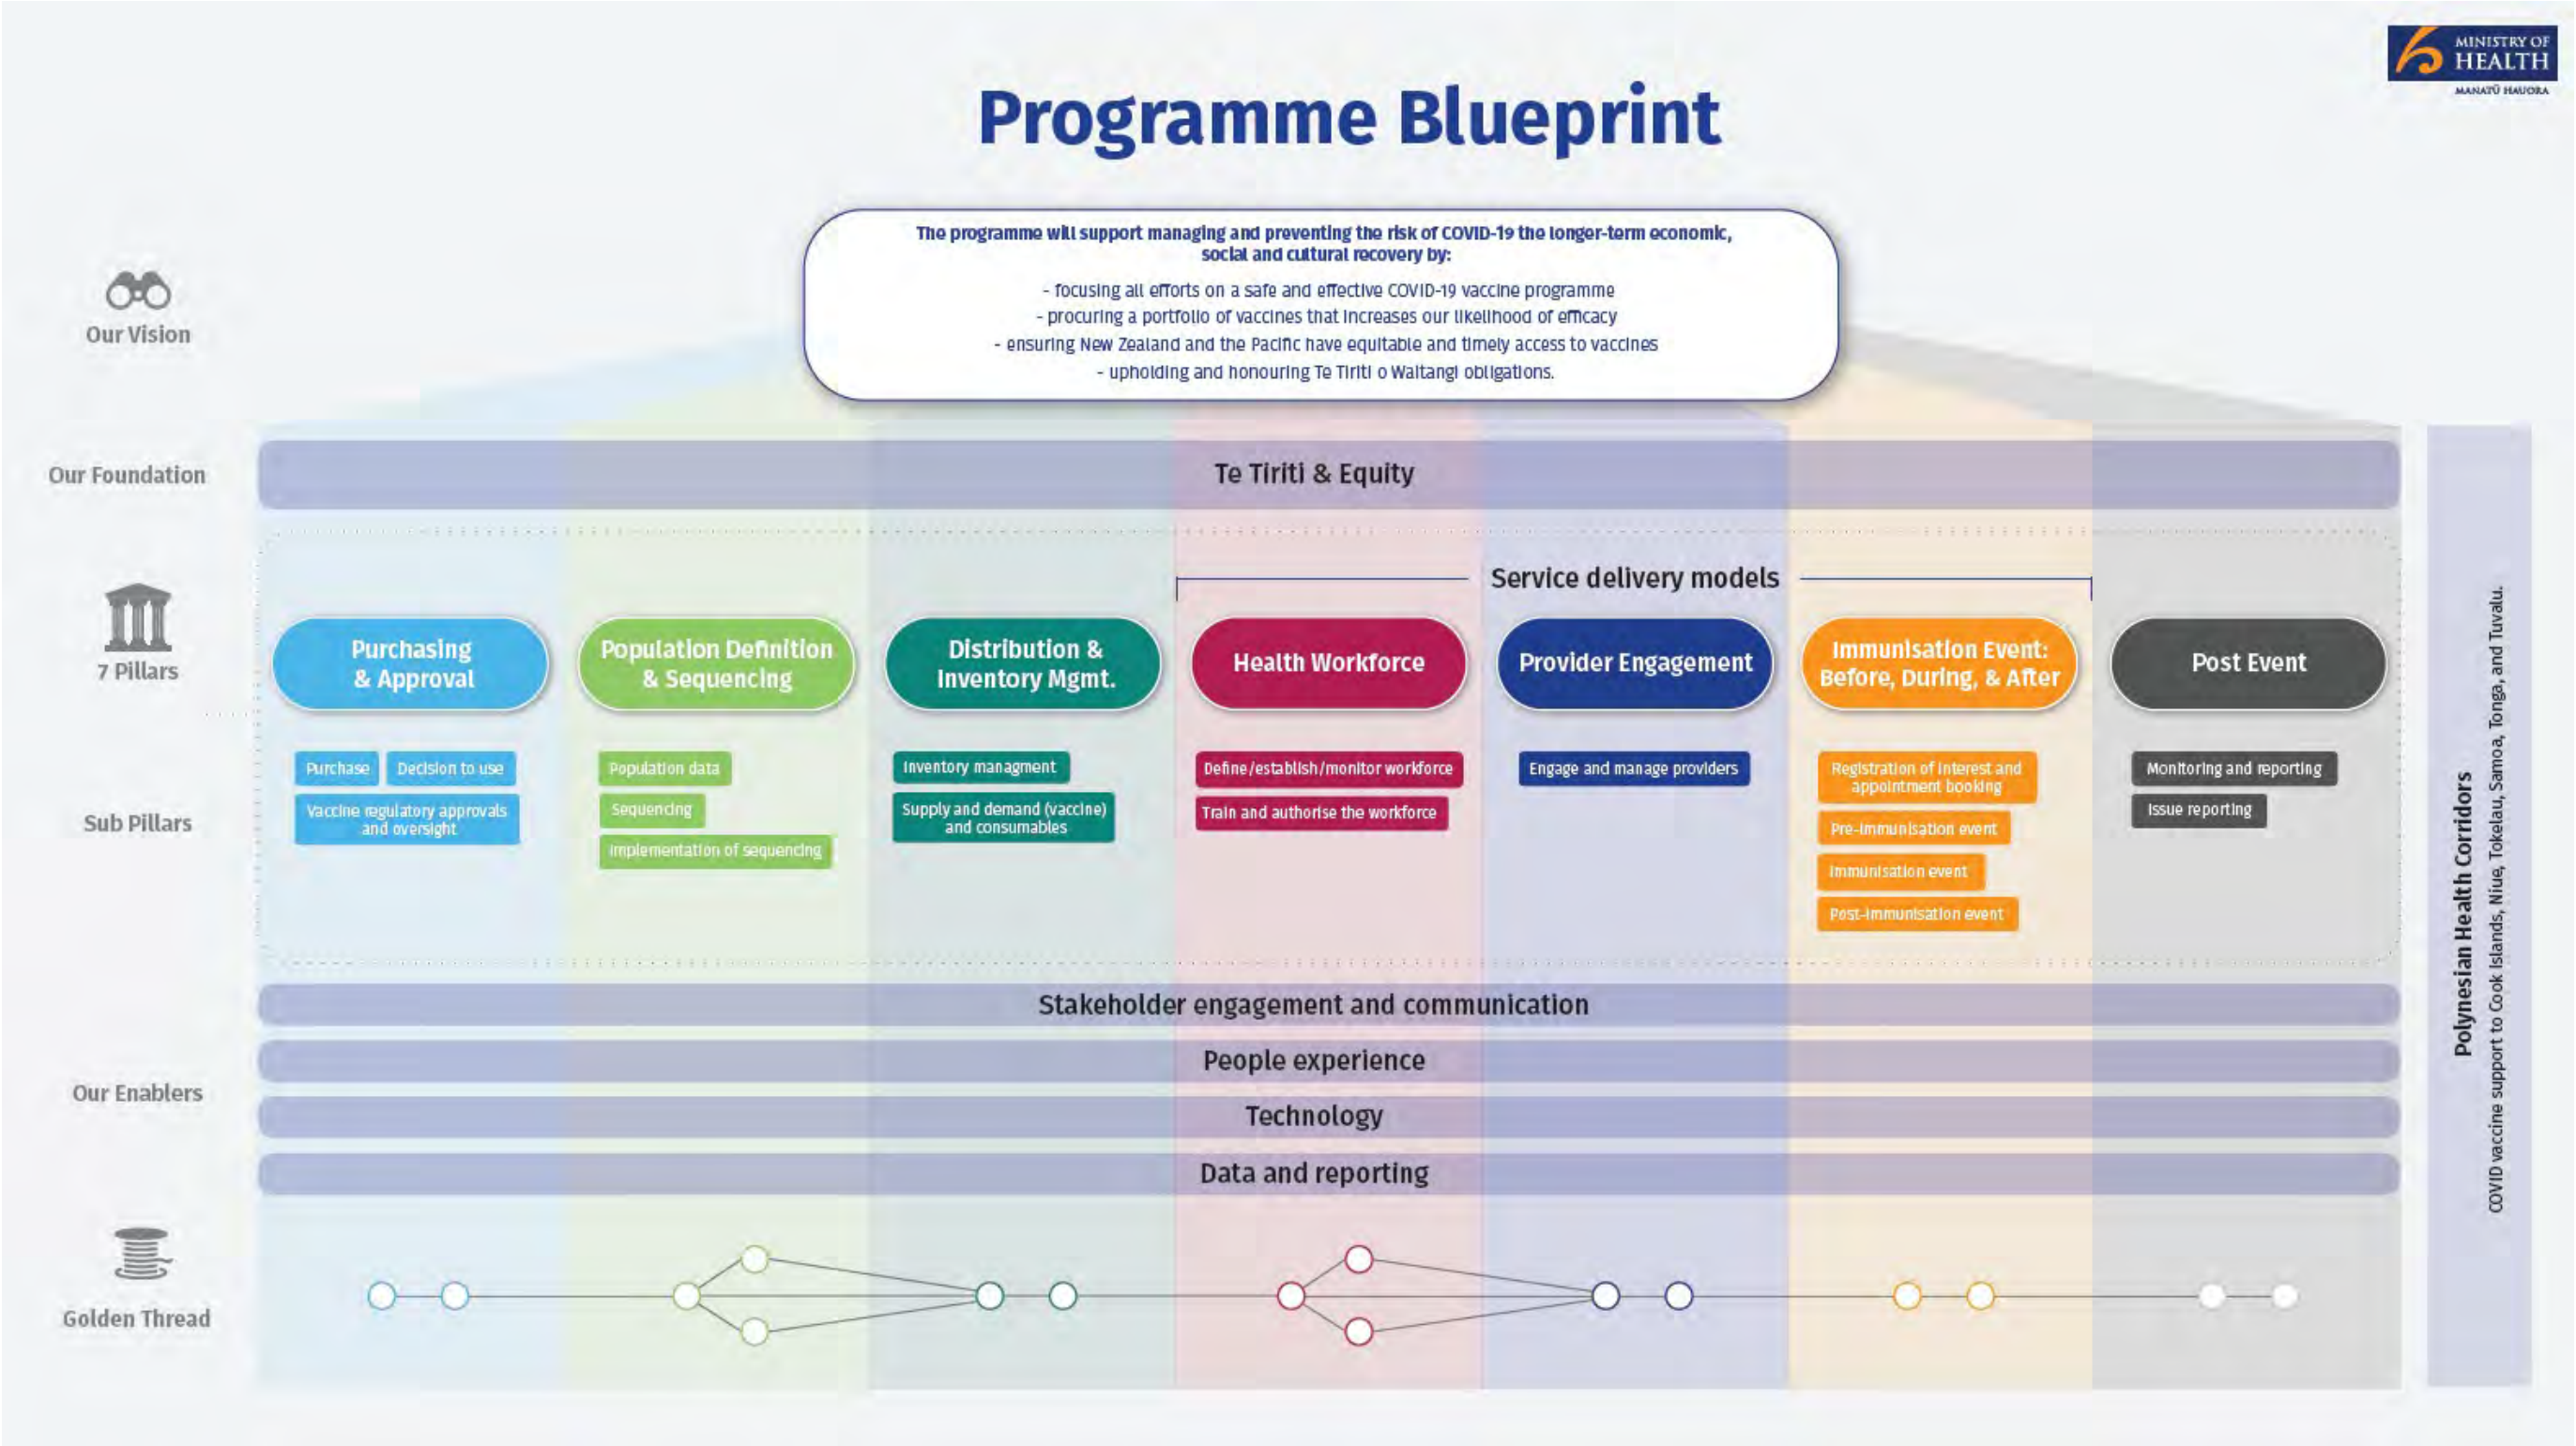 MINISTRY OF
HEALTH
MANATŪ HAUORA
Programme Blueprint
The programme will support managing and preventing the risk of COVID-19 the longer-term economic,
social and cultural recovery by:
- focusing all efforts on a safe and effective COVID-19 vaccine programme
- procuring a portfolio of vaccines that increases our likelihood of efficacy
- ensuring New Zealand and the Pacific have equitable and timely access to vaccines
- upholding and honouring Te Tiriti o Waitangi obligations.
Our Vision
Our Foundation
Te Tiriti & Equity
Service delivery models
7 Pillars
Purchasing
& Approval
Population Definition
& Sequencing
Distribution &
Inventory Mgmt.
Health Workforce
Provider Engagement
Immunisation Event:
Before, During, & After
Post Event
Sub Pillars
Purchase
Decision to use
Vaccine regulatory approvals
and oversight
Population data
Sequencing
Implementation of sequencing
Inventory managment
Supply and demand (vaccine)
and consumables
Define/establish/monitor workforce
Train and authorise the workforce
Engage and manage providers
Registration of interest and
appointment booking
Pre-immunisation event
Immunisation event
Post-immunisation event
Monitoring and reporting
Issue reporting
Our Enablers
Stakeholder engagement and communication
People experience
Technology
Data and reporting
Golden Thread
Polynesian Health Corridors
COVID vaccine support to Cook Islands, Niue, Tokelau, Samoa, Tonga, and Tuvalu.